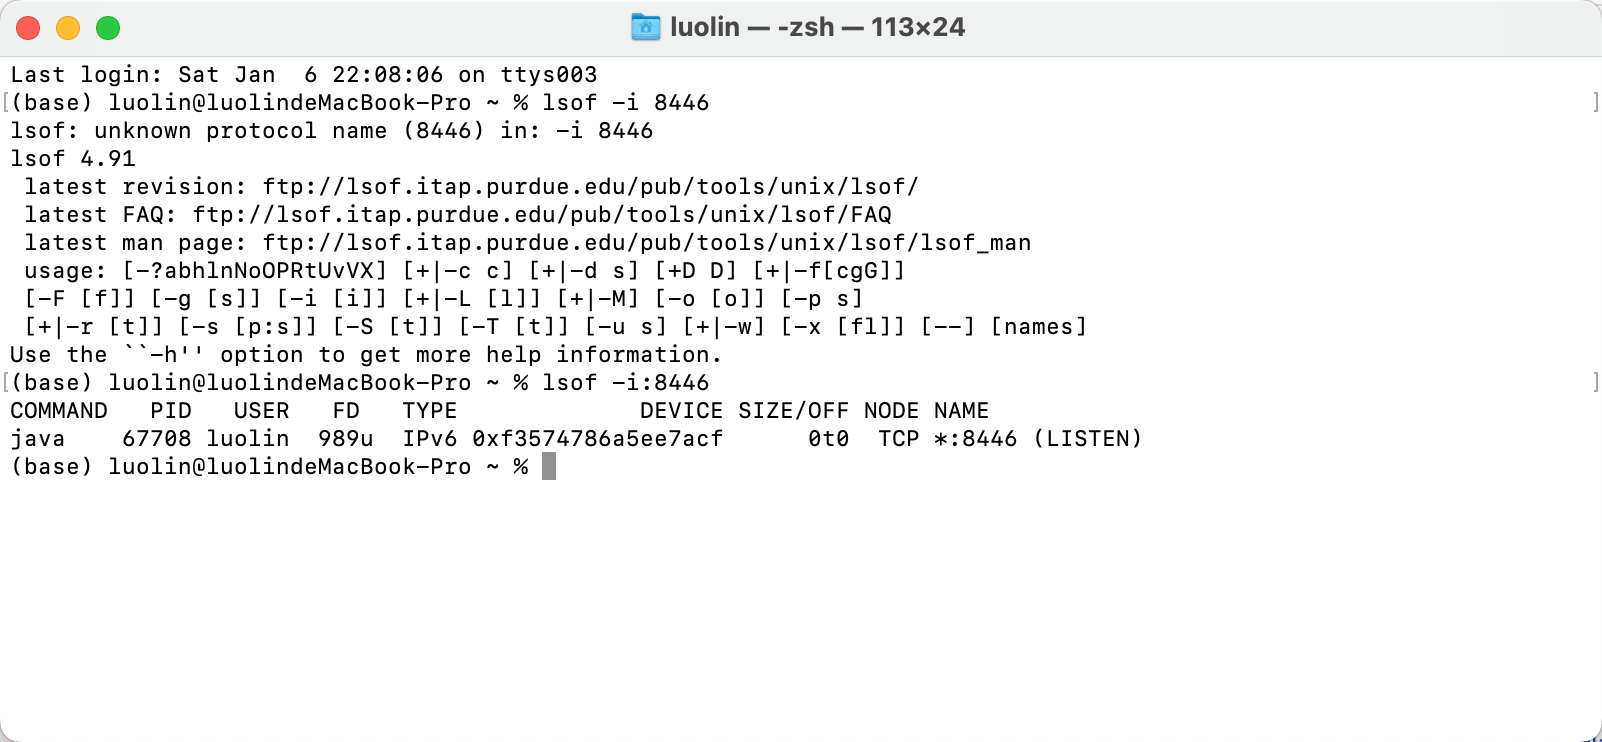 luolin — -zsh — 113×24
Last login: Sat Jan  6 22:08:06 on ttys003
[(base) luolin@luolindeMacBook-Pro ~ % lsof -i 8446 ]
lsof: unknown protocol name (8446) in: -i 8446
lsof 4.91
 latest revision: ftp://lsof.itap.purdue.edu/pub/tools/unix/lsof/
 latest FAQ: ftp://lsof.itap.purdue.edu/pub/tools/unix/lsof/FAQ
 latest man page: ftp://lsof.itap.purdue.edu/pub/tools/unix/lsof/lsof_man
 usage: [-?abhlnNoOPRtUvVX] [+|-c c] [+|-d s] [+D D] [+|-f[cgG]]
 [-F [f]] [-g [s]] [-i [i]] [+|-L [l]] [+|-M] [-o [o]] [-p s]
 [+|-r [t]] [-s [p:s]] [-S [t]] [-T [t]] [-u s] [+|-w] [-x [fl]] [--] [names]
Use the ``-h'' option to get more help information.
[(base) luolin@luolindeMacBook-Pro ~ % lsof -i:8446 ]
COMMAND   PID   USER   FD   TYPE             DEVICE SIZE/OFF NODE NAME
java    67708 luolin  989u  IPv6 0xf3574786a5ee7acf      0t0  TCP *:8446 (LISTEN)
(base) luolin@luolindeMacBook-Pro ~ %